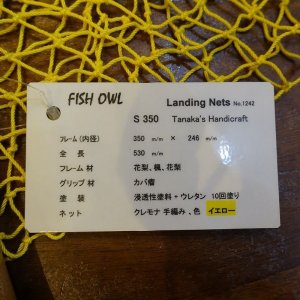 FISH OWL
Landing Nets No.1242
S 350 Tanaka's Handicraft
フレーム(内径) 350 m/m × 246 m/m
全長 530 m/m
フレーム材 花梨、楓、花梨
グリップ材 カバ瘤
塗装 浸透性塗料+ウレタン 10回塗り
ネット クレモナ 手編み、色 イエロー